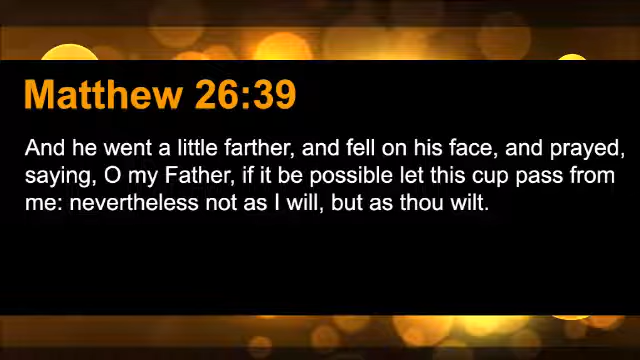 Matthew 26:39
And he went a little farther, and fell on his face, and prayed,
saying, O my Father, if it be possible let this cup pass from
me: nevertheless not as I will, but as thou wilt.